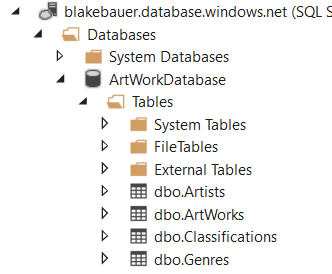 blakebauer.database.windows.net (SQL S
Databases
System Databases
ArtWorkDatabase
Tables
System Tables
FileTables
External Tables
dbo.Artists
dbo.ArtWorks
dbo.Classifications
dbo.Genres